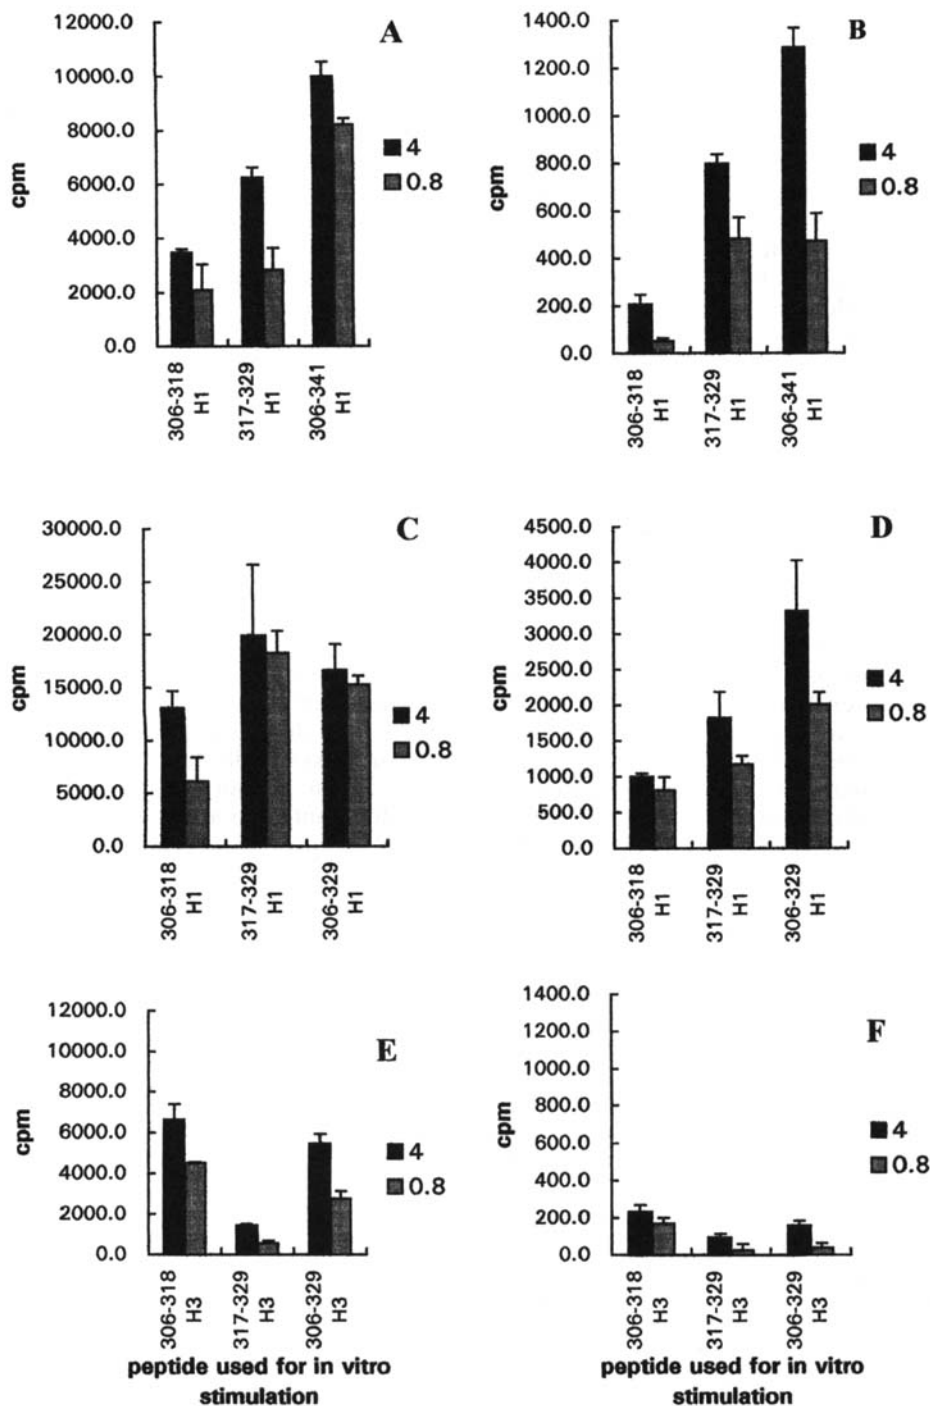 A
cpm
12000.0
10000.0
8000.0
6000.0
4000.0
2000.0
0.0
4
0.8
306-318 H1
317-329 H1
306-341 H1
B
cpm
1400.0
1200.0
1000.0
800.0
600.0
400.0
200.0
0.0
4
0.8
306-318 H1
317-329 H1
306-341 H1
C
cpm
30000.0
25000.0
20000.0
15000.0
10000.0
5000.0
0.0
4
0.8
306-318 H1
317-329 H1
306-329 H1
D
cpm
4500.0
4000.0
3500.0
3000.0
2500.0
2000.0
1500.0
1000.0
500.0
0.0
4
0.8
306-318 H1
317-329 H1
306-329 H1
E
cpm
12000.0
10000.0
8000.0
6000.0
4000.0
2000.0
0.0
4
0.8
306-318 H3
317-329 H3
306-329 H3
peptide used for in vitro
stimulation
F
cpm
1400.0
1200.0
1000.0
800.0
600.0
400.0
200.0
0.0
4
0.8
306-318 H3
317-329 H3
306-329 H3
peptide used for in vitro
stimulation